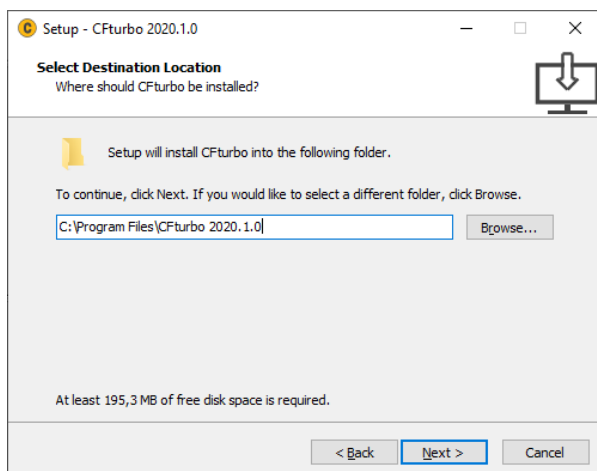 C Setup - CFturbo 2020.1.0
Select Destination Location
Where should CFturbo be installed?
Setup will install CFturbo into the following folder.
To continue, click Next. If you would like to select a different folder, click Browse.
C:\Program Files\CFturbo 2020.1.0
Browse...
At least 195,3 MB of free disk space is required.
< Back
Next >
Cancel